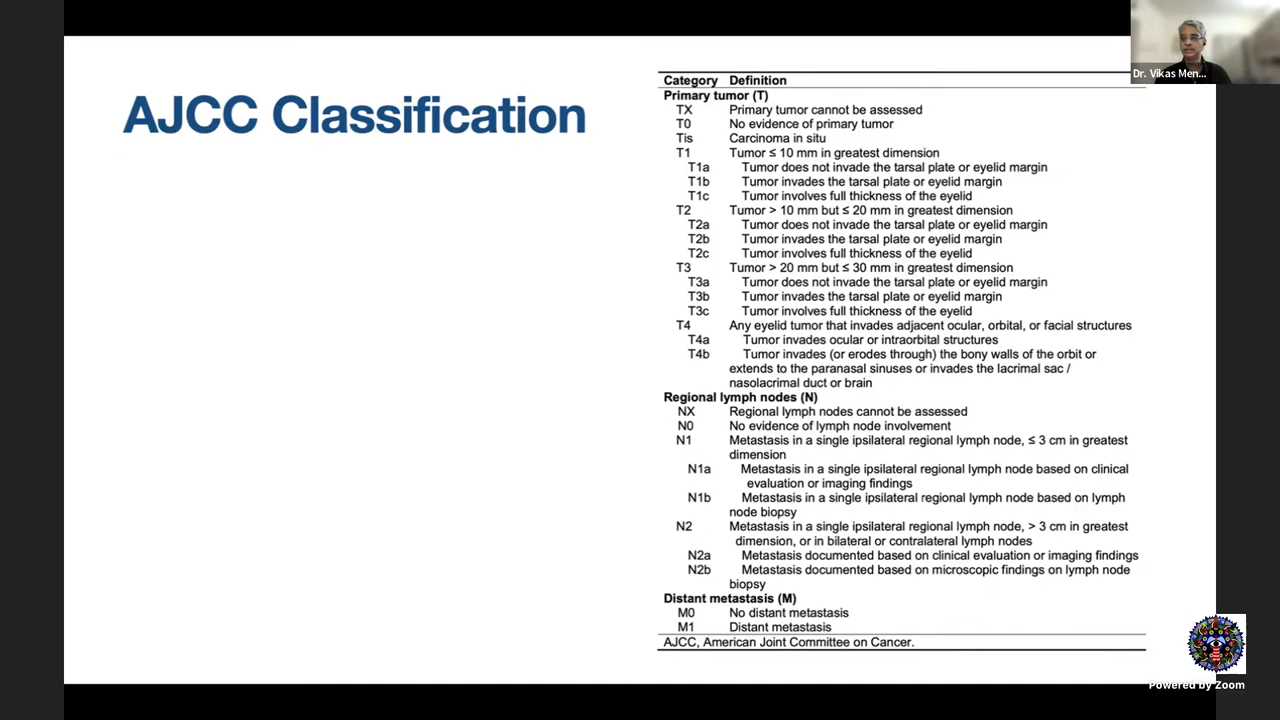 AJCC Classification
Category Definition
Primary tumor (T)
TX Primary tumor cannot be assessed
T0 No evidence of primary tumor
Tis Carcinoma in situ
T1 Tumor ≤ 10 mm in greatest dimension
T1a Tumor does not invade the tarsal plate or eyelid margin
T1b Tumor invades the tarsal plate or eyelid margin
T1c Tumor involves full thickness of the eyelid
T2 Tumor > 10 mm but ≤ 20 mm in greatest dimension
T2a Tumor does not invade the tarsal plate or eyelid margin
T2b Tumor invades the tarsal plate or eyelid margin
T2c Tumor involves full thickness of the eyelid
T3 Tumor > 20 mm but ≤ 30 mm in greatest dimension
T3a Tumor does not invade the tarsal plate or eyelid margin
T3b Tumor invades the tarsal plate or eyelid margin
T3c Tumor involves full thickness of the eyelid
T4 Any eyelid tumor that invades adjacent ocular, orbital, or facial structures
T4a Tumor invades ocular or intraorbital structures
T4b Tumor invades (or erodes through) the bony walls of the orbit or
extends to the paranasal sinuses or invades the lacrimal sac /
nasolacrimal duct or brain
Regional lymph nodes (N)
NX Regional lymph nodes cannot be assessed
N0 No evidence of lymph node involvement
N1 Metastasis in a single ipsilateral regional lymph node, ≤ 3 cm in greatest
dimension
N1a Metastasis in a single ipsilateral regional lymph node based on clinical
evaluation or imaging findings
N1b Metastasis in a single ipsilateral regional lymph node based on lymph
node biopsy
N2 Metastasis in a single ipsilateral regional lymph node, > 3 cm in greatest
dimension, or in bilateral or contralateral lymph nodes
N2a Metastasis documented based on clinical evaluation or imaging findings
N2b Metastasis documented based on microscopic findings on lymph node
biopsy
Distant metastasis (M)
M0 No distant metastasis
M1 Distant metastasis
AJCC, American Joint Committee on Cancer.
Dr. Vikas Men...
Powered by Zoom